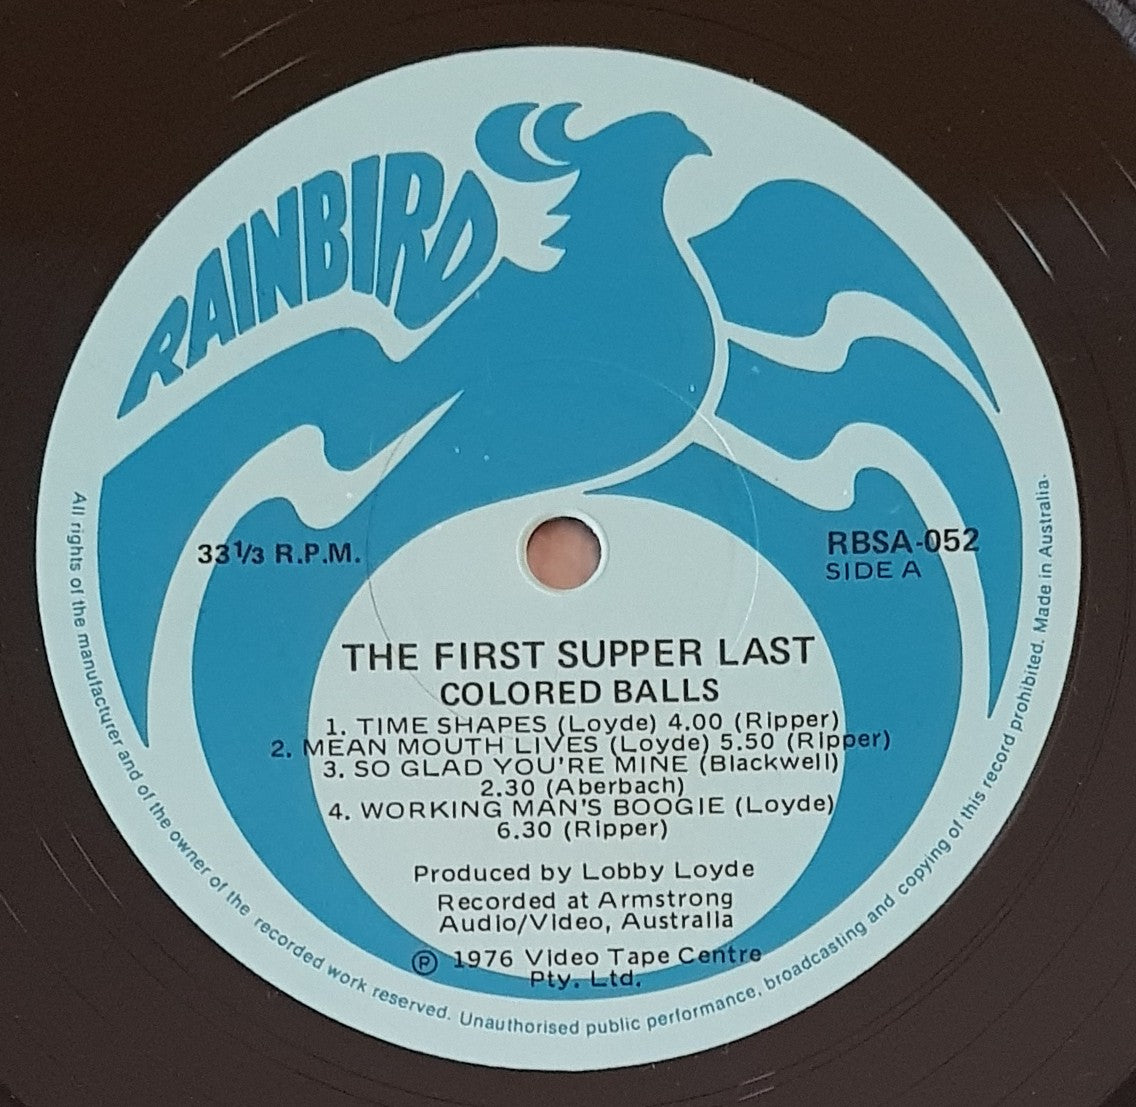 RAINBIRD
33⅓ R.P.M.
RBSA-052
SIDE A
THE FIRST SUPPER LAST
COLORED BALLS
1. TIME SHAPES (Loyde) 4.00 (Ripper)
2. MEAN MOUTH LIVES (Loyde) 5.50 (Ripper)
3. SO GLAD YOU'RE MINE (Blackwell)
2.30 (Aberbach)
4. WORKING MAN'S BOOGIE (Loyde)
6.30 (Ripper)
Produced by Lobby Loyde
Recorded at Armstrong
Audio/Video, Australia
℗ 1976 Video Tape Centre
Pty. Ltd.
All rights of the manufacturer and of the owner of the recorded work reserved. Unauthorised public performance, broadcasting and copying of this record prohibited. Made in Australia.